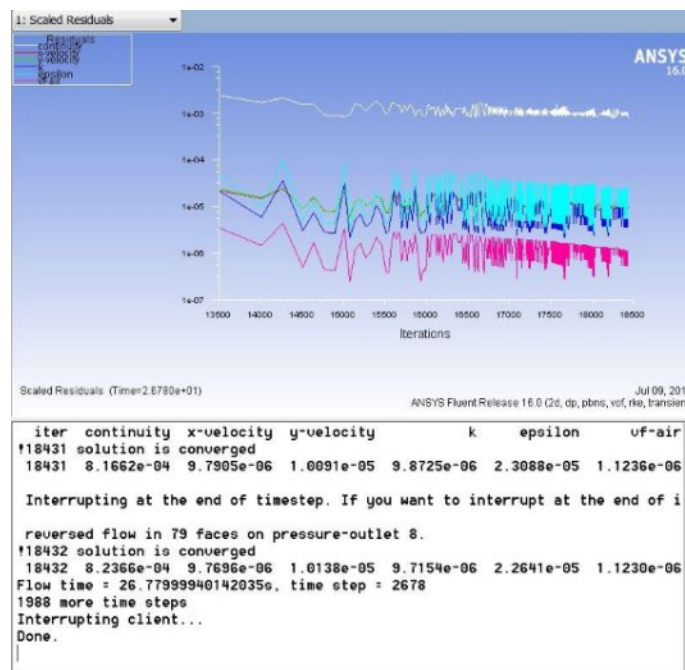 1: Scaled Residuals
Residuals
continuity
x-velocity
y-velocity
k
epsilon
vf-air
ANSYS
16.0
1e-02
1e-03
1e-04
1e-05
1e-06
1e-07
13500 14000 14500 15000 15500 16000 16500 17000 17500 18000 18500
Iterations
Scaled Residuals (Time=2.6780e+01)
Jul 09, 201
ANSYS Fluent Release 16.0 (2d, dp, pbns, vof, rke, transien
iter continuity x-velocity y-velocity k epsilon vf-air
!18431 solution is converged
18431 8.1662e-04 9.7905e-06 1.0091e-05 9.8725e-06 2.3088e-05 1.1236e-06
Interrupting at the end of timestep. If you want to interrupt at the end of i
reversed flow in 79 faces on pressure-outlet 8.
!18432 solution is converged
18432 8.2366e-04 9.7696e-06 1.0138e-05 9.7154e-06 2.2641e-05 1.1230e-06
Flow time = 26.77999940142035s, time step = 2678
1988 more time steps
Interrupting client...
Done.